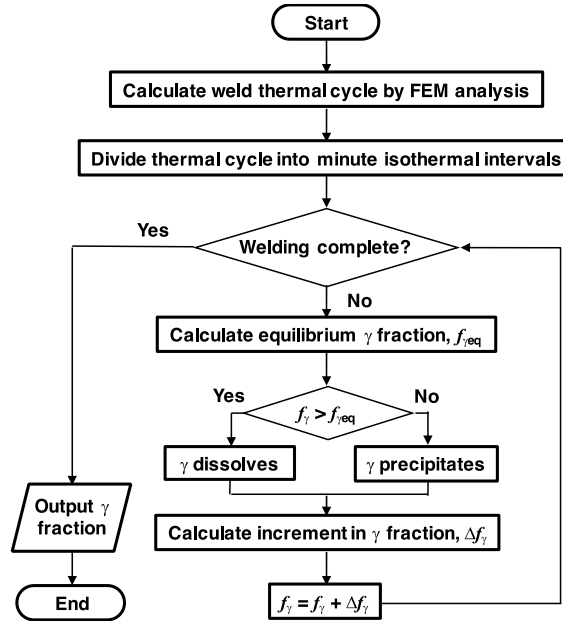 Start
Calculate weld thermal cycle by FEM analysis
Divide thermal cycle into minute isothermal intervals
Yes
Welding complete?
No
Calculate equilibrium γ fraction, fγeq
Yes
No
fγ > fγeq
γ dissolves
γ precipitates
Output γ
fraction
Calculate increment in γ fraction, Δfγ
End
fγ = fγ + Δfγ